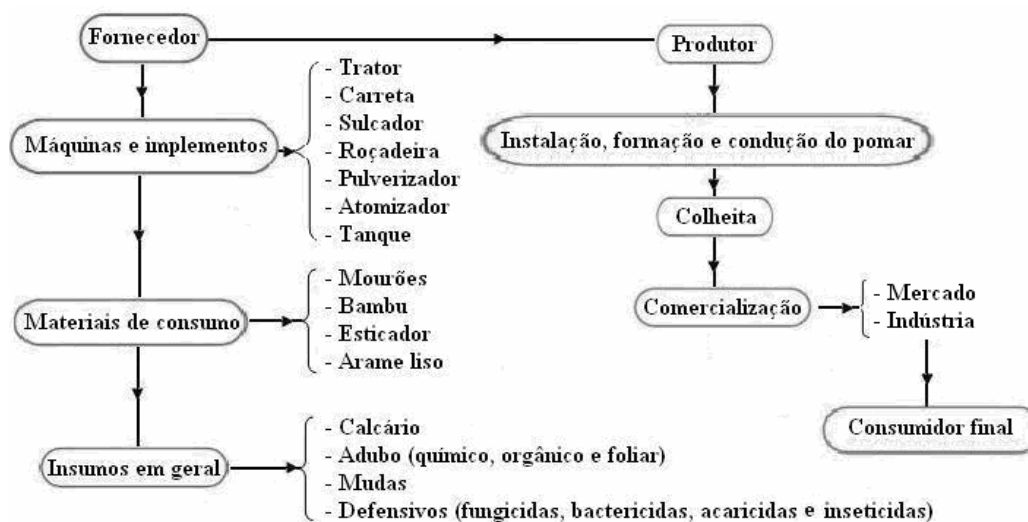 Fornecedor
Máquinas e implementos
- Trator
- Carreta
- Sulcador
- Roçadeira
- Pulverizador
- Atomizador
- Tanque
Materiais de consumo
- Mourões
- Bambu
- Esticador
- Arame liso
Insumos em geral
- Calcário
- Adubo (químico, orgânico e foliar)
- Mudas
- Defensivos (fungicidas, bactericidas, acaricidas e inseticidas)
Produtor
Instalação, formação e condução do pomar
Colheita
Comercialização
- Mercado
- Indústria
Consumidor final